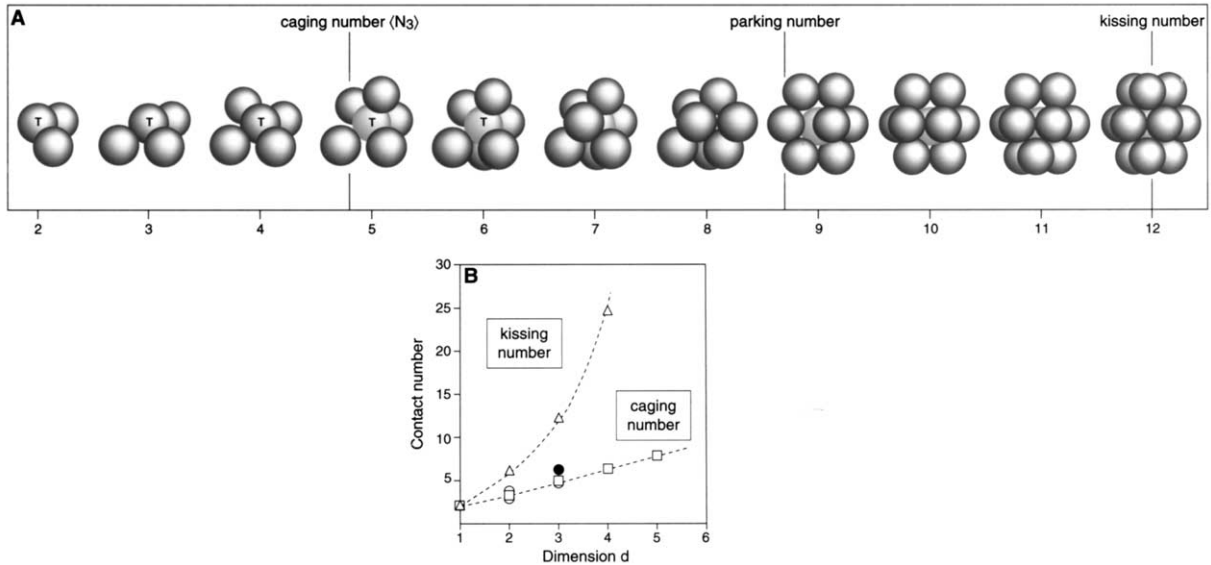 A
caging number ⟨N3⟩
parking number
kissing number
T T T T T
2 3 4 5 6 7 8 9 10 11 12
B
30
25
20
15
10
5
kissing
number
caging
number
Contact number
1 2 3 4 5 6
Dimension d